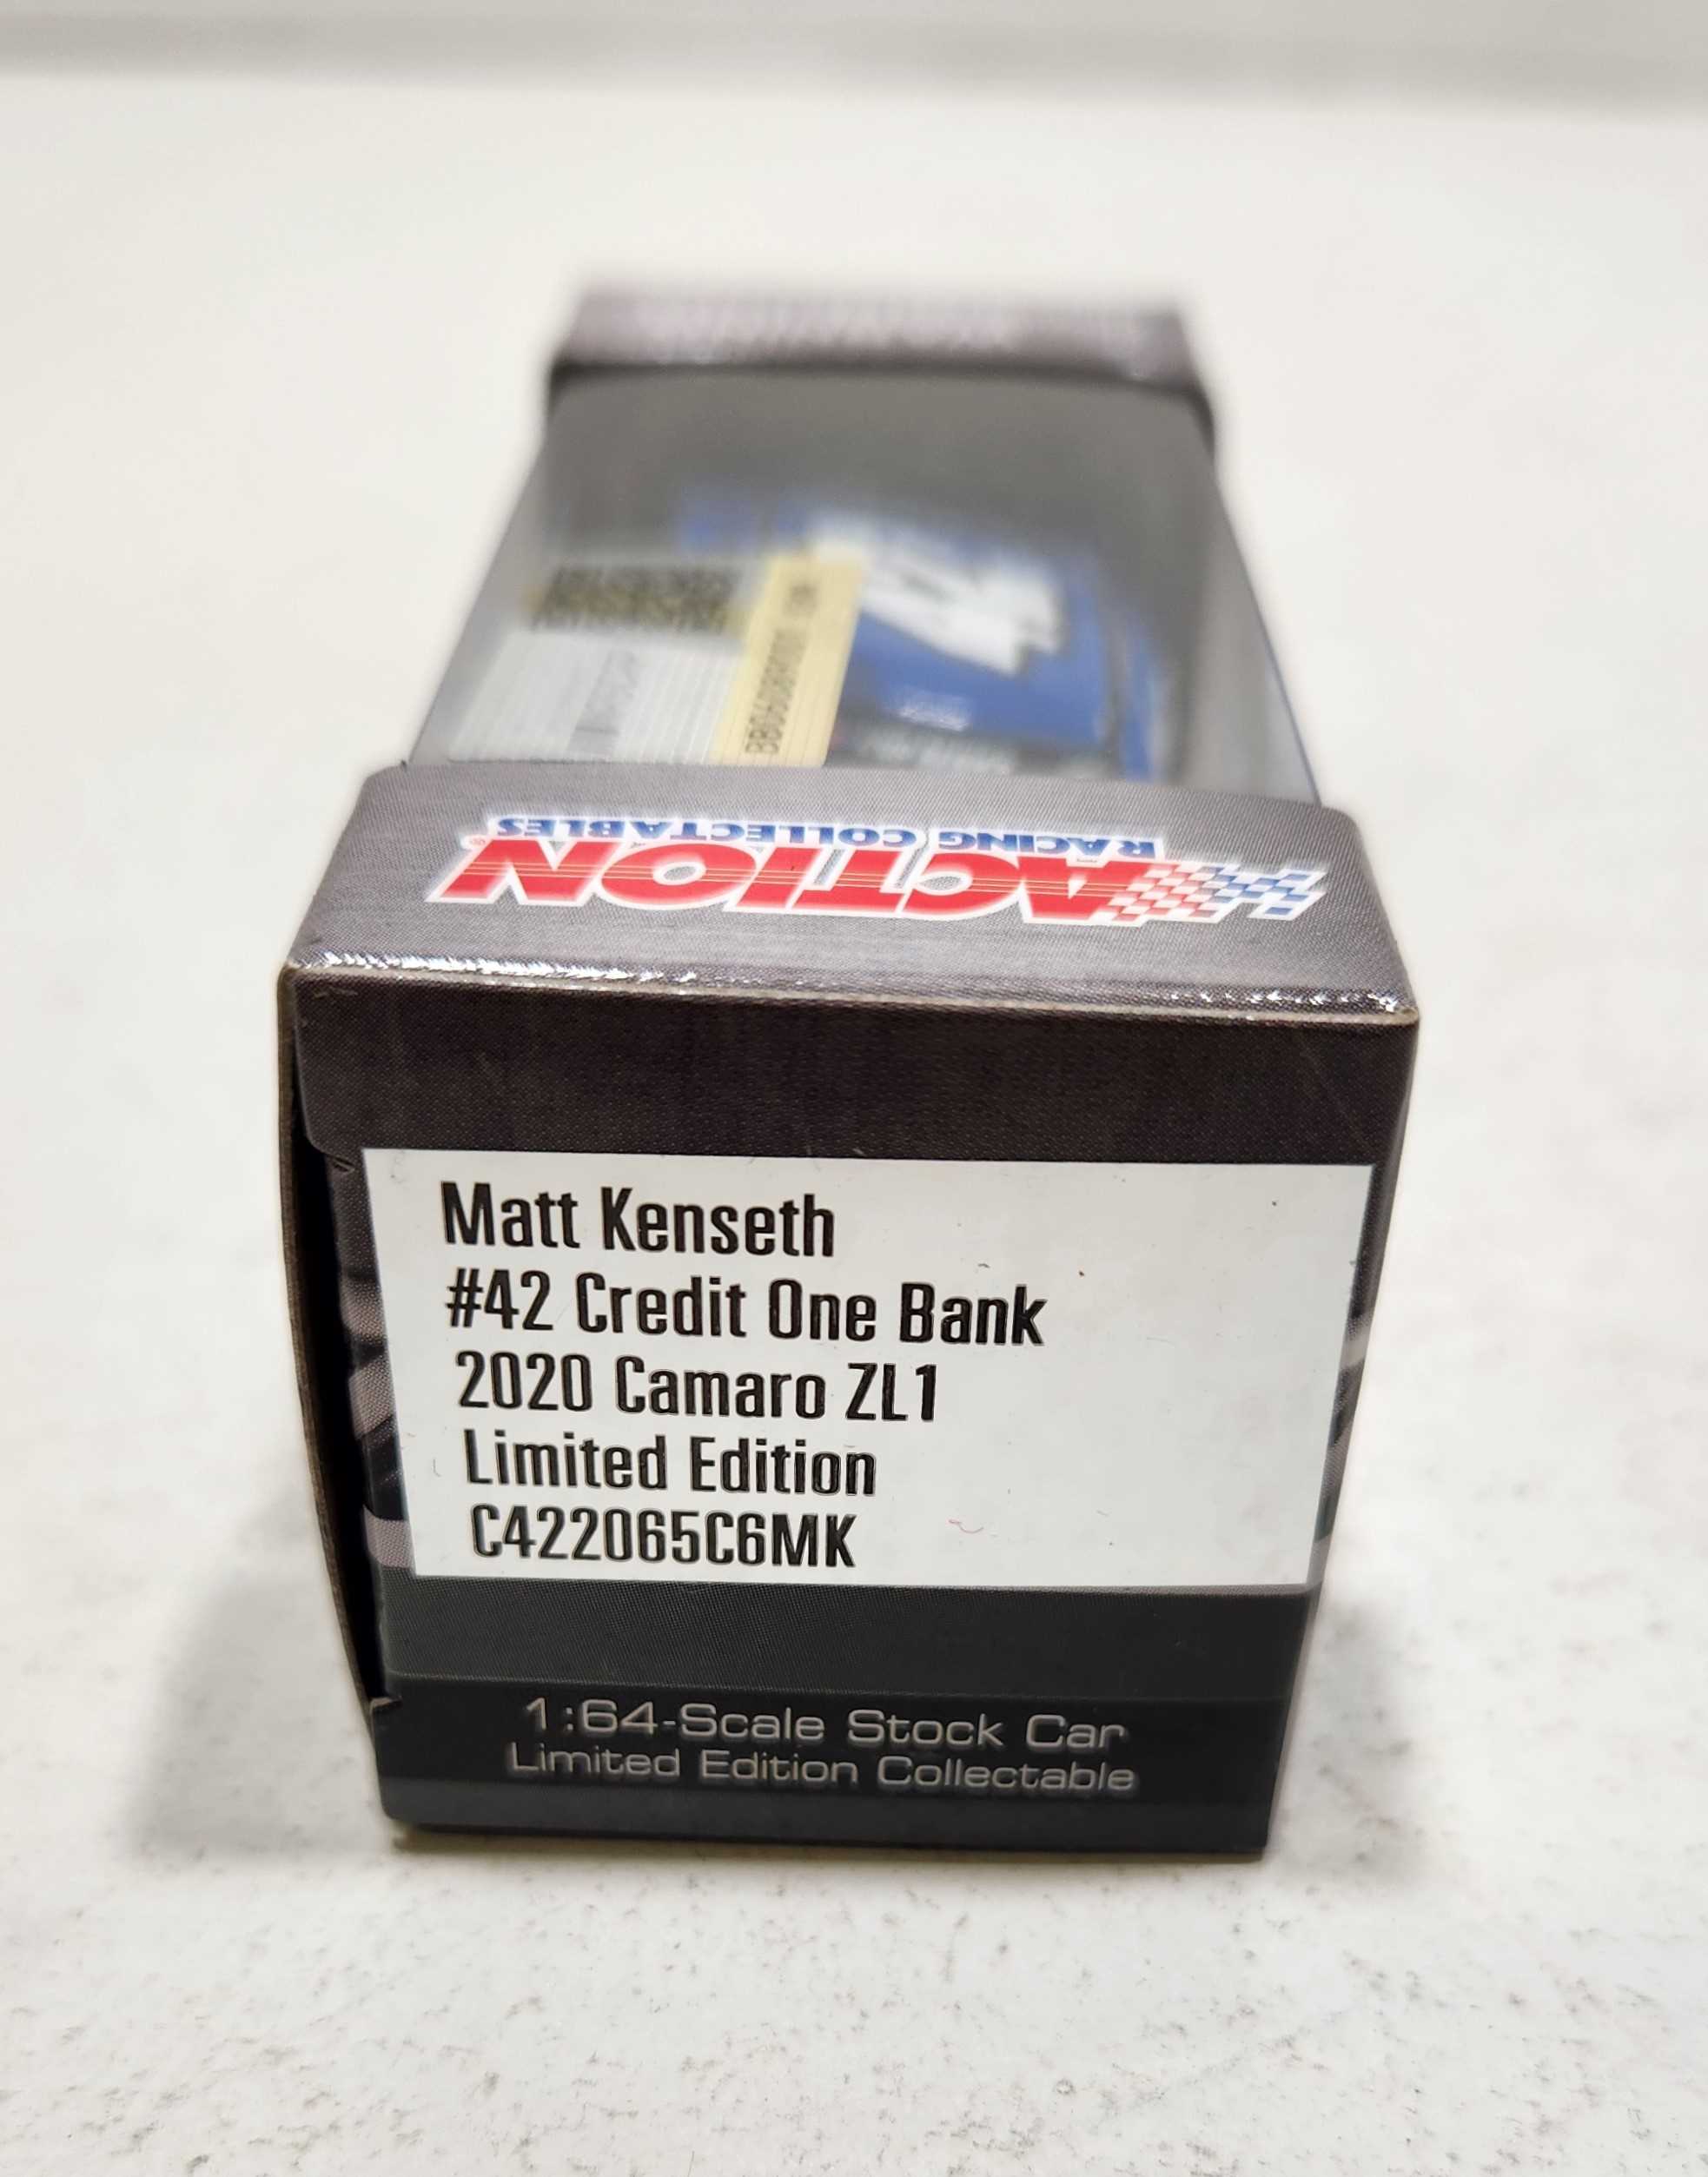 ACTION®
RACING COLLECTABLES
Matt Kenseth
#42 Credit One Bank
2020 Camaro ZL1
Limited Edition
C422065C6MK
1:64-Scale Stock Car
Limited Edition Collectable